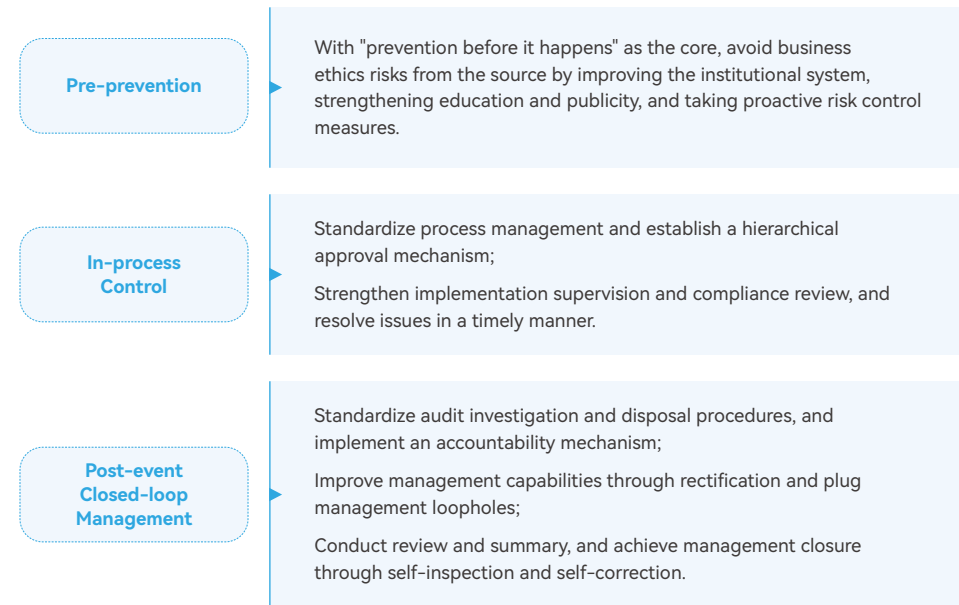 Pre-prevention
With "prevention before it happens" as the core, avoid business
ethics risks from the source by improving the institutional system,
strengthening education and publicity, and taking proactive risk control
measures.
In-process
Control
Standardize process management and establish a hierarchical
approval mechanism;
Strengthen implementation supervision and compliance review, and
resolve issues in a timely manner.
Post-event
Closed-loop
Management
Standardize audit investigation and disposal procedures, and
implement an accountability mechanism;
Improve management capabilities through rectification and plug
management loopholes;
Conduct review and summary, and achieve management closure
through self-inspection and self-correction.